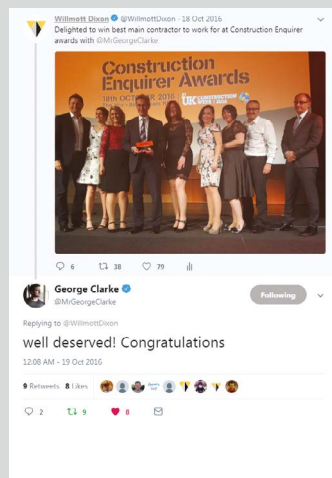 Willmott Dixon @WillmottDixon · 18 Oct 2016
Delighted to win best main contractor to work for at Construction Enquirer
awards with @MrGeorgeClarke
Construction
Enquirer Awards
18th OCTOBER 2016
UK CONSTRUCTION
WEEK 2016
6 38 79
George Clarke
@MrGeorgeClarke
Following
Replying to @WillmottDixon
well deserved! Congratulations
12:08 AM - 19 Oct 2016
9 Retweets 8 Likes
2 9 8